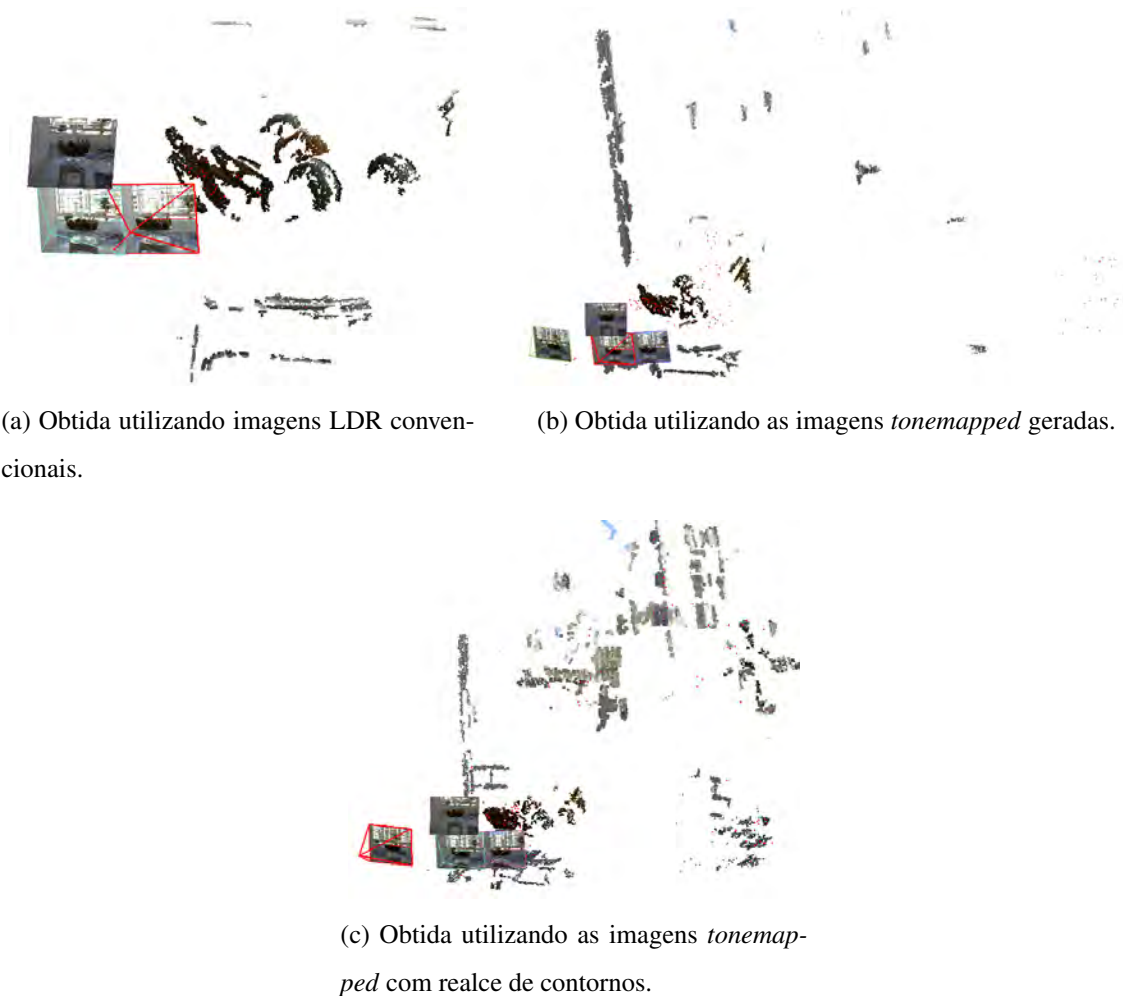 (a) Obtida utilizando imagens LDR conven-
cionais.
(b) Obtida utilizando as imagens tonemapped geradas.
(c) Obtida utilizando as imagens tonemap-
ped com realce de contornos.